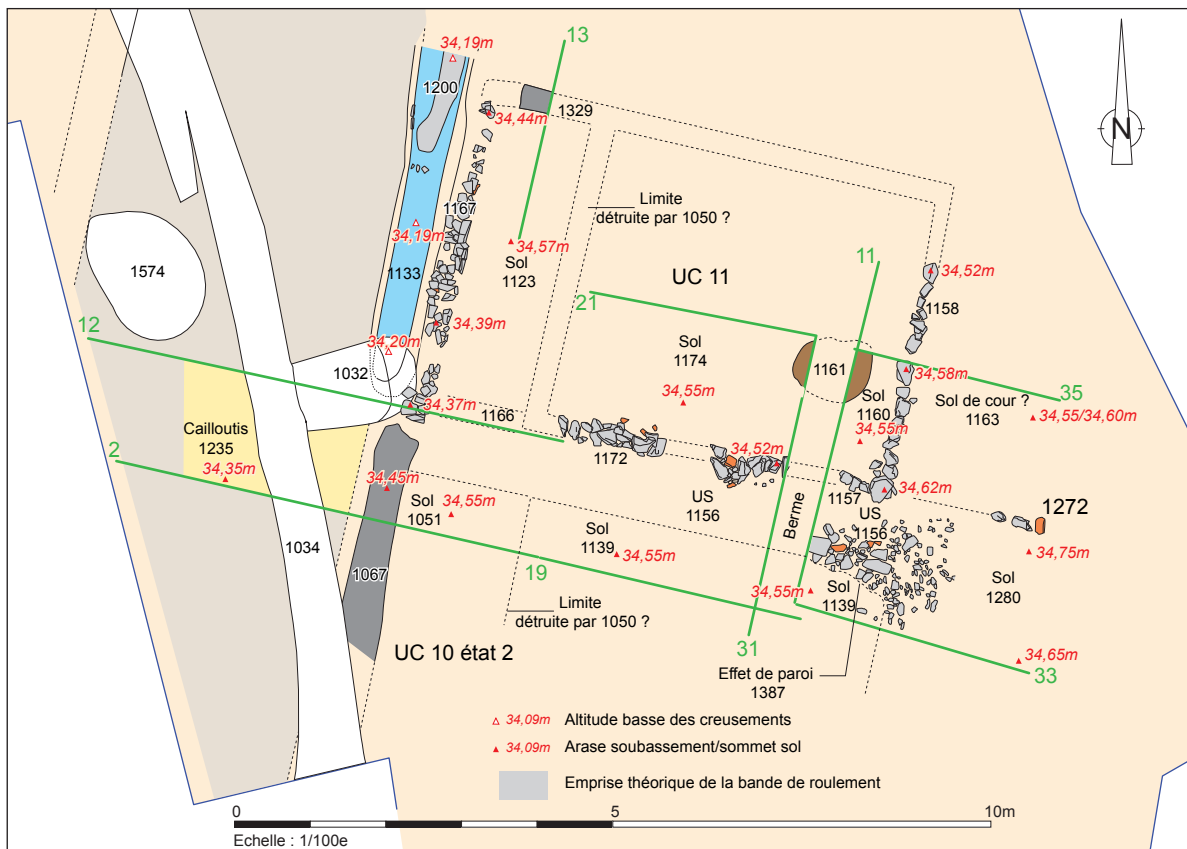 13
34,19m
1200
1329
34,44m
N
1167
Limite
détruite par 1050 ?
34,19m
34,57m
Sol
1123
1574
1133
UC 11
11
34,52m
21
1158
12
34,39m
Sol
1174
34,20m
1032
1161
34,58m
Sol de cour ?
1163
35
34,55m
Sol
1160
34,55/34,60m
34,37m
1166
34,55m
Cailloutis
1235
2
34,35m
1172
34,52m
34,45m
Sol
1051
34,55m
US
1156
1157
34,62m
US
1156
1272
Berme
Sol
1139
34,55m
34,75m
1034
1067
19
Sol
1280
34,55m
Sol
1139
Limite
détruite par 1050 ?
31
34,65m
33
UC 10 état 2
Effet de paroi
1387
34,09m Altitude basse des creusements
34,09m Arase soubassement/sommet sol
Emprise théorique de la bande de roulement
0 5 10m
Echelle : 1/100e